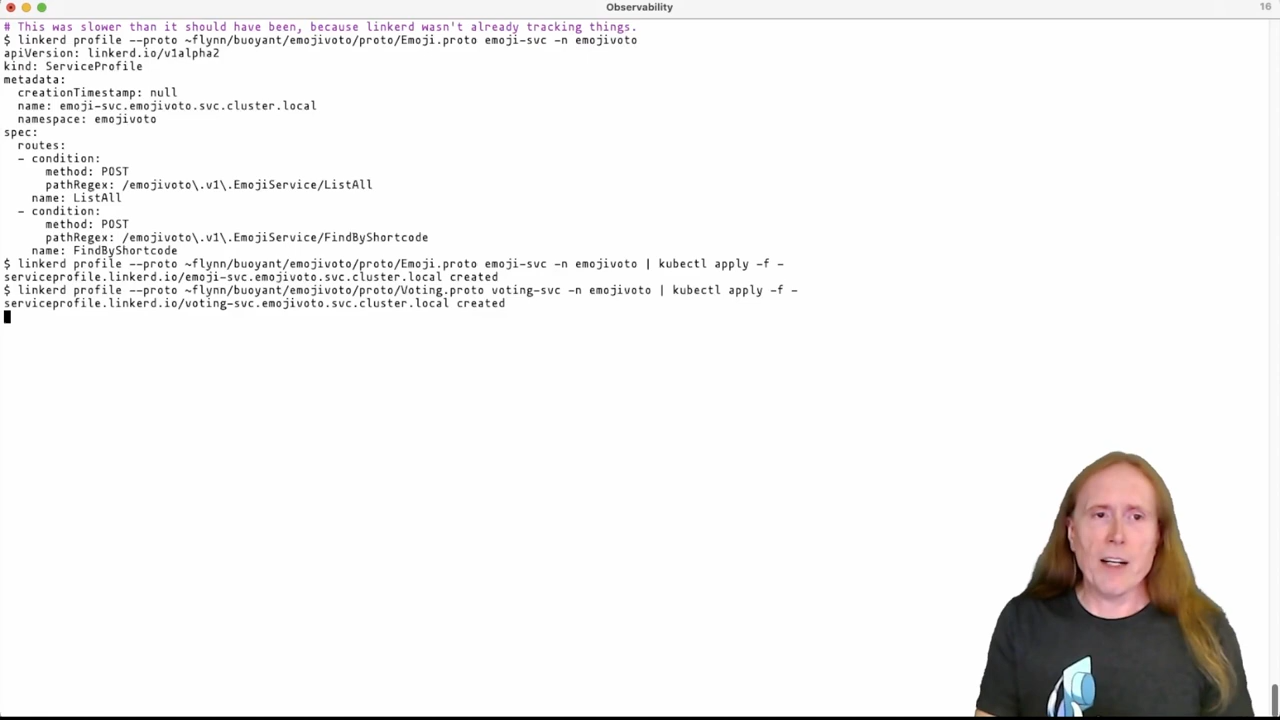 Observability
16
# This was slower than it should have been, because linkerd wasn't already tracking things.
$ linkerd profile --proto ~flynn/buoyant/emojivoto/proto/Emoji.proto emoji-svc -n emojivoto
apiVersion: linkerd.io/v1alpha2
kind: ServiceProfile
metadata:
  creationTimestamp: null
  name: emoji-svc.emojivoto.svc.cluster.local
  namespace: emojivoto
spec:
  routes:
  - condition:
      method: POST
      pathRegex: /emojivoto\.v1\.EmojiService/ListAll
    name: ListAll
  - condition:
      method: POST
      pathRegex: /emojivoto\.v1\.EmojiService/FindByShortcode
    name: FindByShortcode
$ linkerd profile --proto ~flynn/buoyant/emojivoto/proto/Emoji.proto emoji-svc -n emojivoto | kubectl apply -f -
serviceprofile.linkerd.io/emoji-svc.emojivoto.svc.cluster.local created
$ linkerd profile --proto ~flynn/buoyant/emojivoto/proto/Voting.proto voting-svc -n emojivoto | kubectl apply -f -
serviceprofile.linkerd.io/voting-svc.emojivoto.svc.cluster.local created